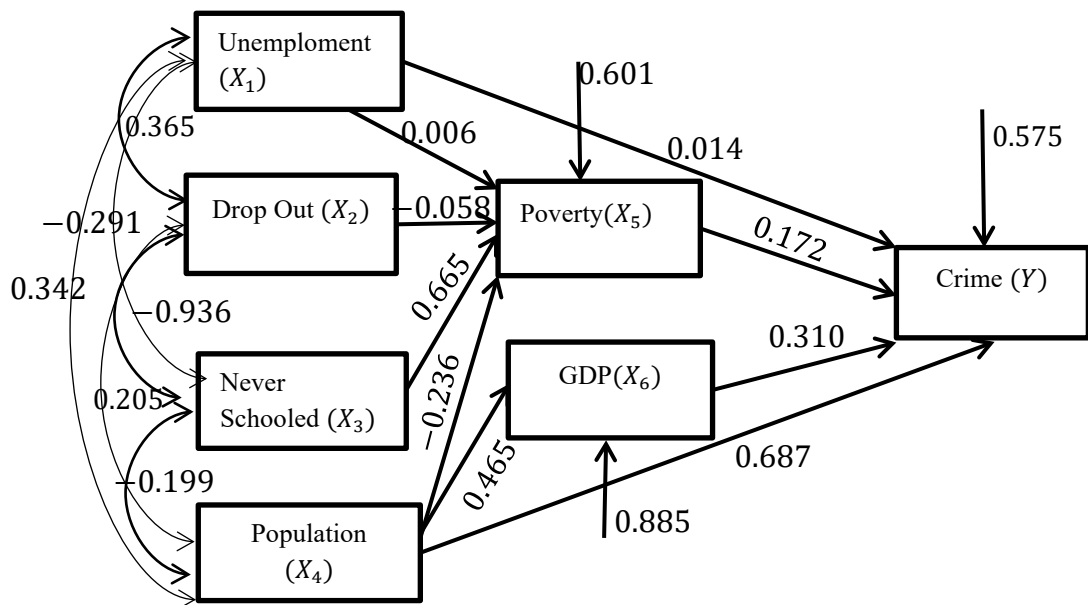 Unemploment
(X₁)
0.601
0.365
0.006
0.014
0.575
Drop Out (X₂)
−0.058
Poverty(X₅)
−0.291
0.172
Crime (Y)
0.342
−0.936
0.665
0.310
Never
Schooled (X₃)
0.205
−0.236
GDP(X₆)
−0.199
0.465
0.687
0.885
Population
(X₄)